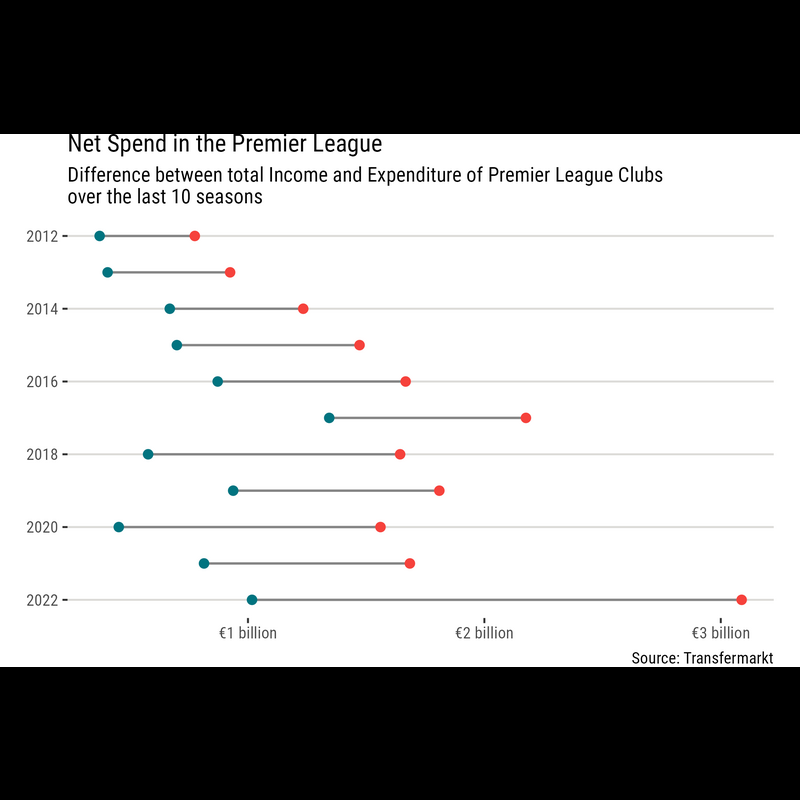 Net Spend in the Premier League
Difference between total Income and Expenditure of Premier League Clubs
over the last 10 seasons
2012
2014
2016
2018
2020
2022
€1 billion
€2 billion
€3 billion
Source: Transfermarkt